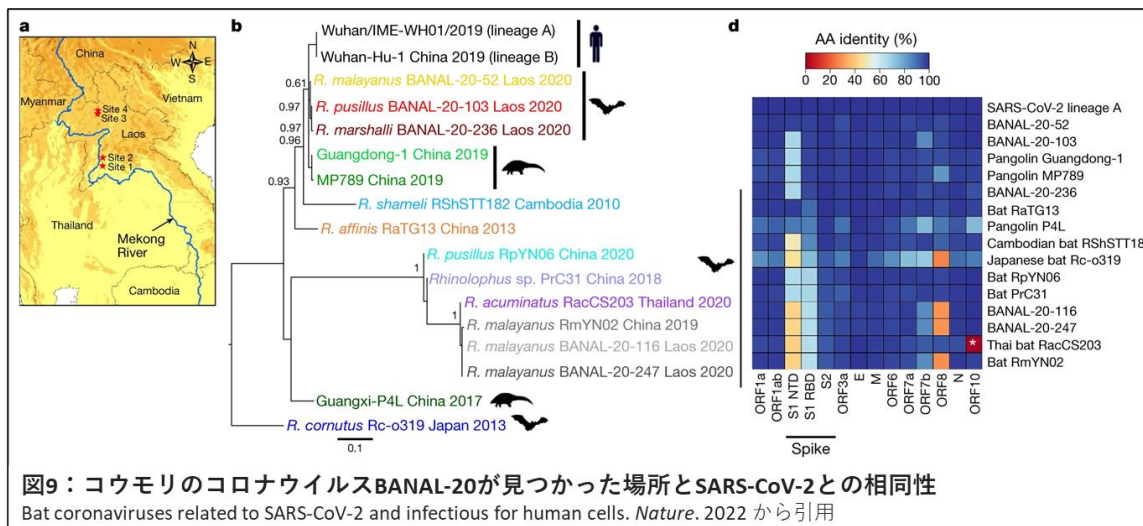 a
N
W E
S
China
Myanmar
Vietnam
Site 4
Site 3
Laos
Site 2
Site 1
Thailand
Mekong
River
Cambodia
b
Wuhan/IME-WH01/2019 (lineage A)
Wuhan-Hu-1 China 2019 (lineage B)
0.61
R. malayanus BANAL-20-52 Laos 2020
0.97
R. pusillus BANAL-20-103 Laos 2020
0.97
R. marshalli BANAL-20-236 Laos 2020
0.96
Guangdong-1 China 2019
MP789 China 2019
0.93
R. shameli RShSTT182 Cambodia 2010
R. affinis RaTG13 China 2013
R. pusillus RpYN06 China 2020
1
Rhinolophus sp. PrC31 China 2018
R. acuminatus RacCS203 Thailand 2020
1
R. malayanus RmYN02 China 2019
R. malayanus BANAL-20-116 Laos 2020
R. malayanus BANAL-20-247 Laos 2020
Guangxi-P4L China 2017
R. cornutus Rc-o319 Japan 2013
0.1
d
AA identity (%)
0 20 40 60 80 100
SARS-CoV-2 lineage A
BANAL-20-52
BANAL-20-103
Pangolin Guangdong-1
Pangolin MP789
BANAL-20-236
Bat RaTG13
Pangolin P4L
Cambodian bat RShSTT18
Japanese bat Rc-o319
Bat RpYN06
Bat PrC31
BANAL-20-116
BANAL-20-247
Thai bat RacCS203
*
Bat RmYN02
ORF1a
ORF1ab
S1 NTD
S1 RBD
S2
ORF3a
E
M
ORF6
ORF7a
ORF7b
ORF8
N
ORF10
Spike
図9：コウモリのコロナウイルスBANAL-20が見つかった場所とSARS-CoV-2との相同性
Bat coronaviruses related to SARS-CoV-2 and infectious for human cells. Nature. 2022 から引用